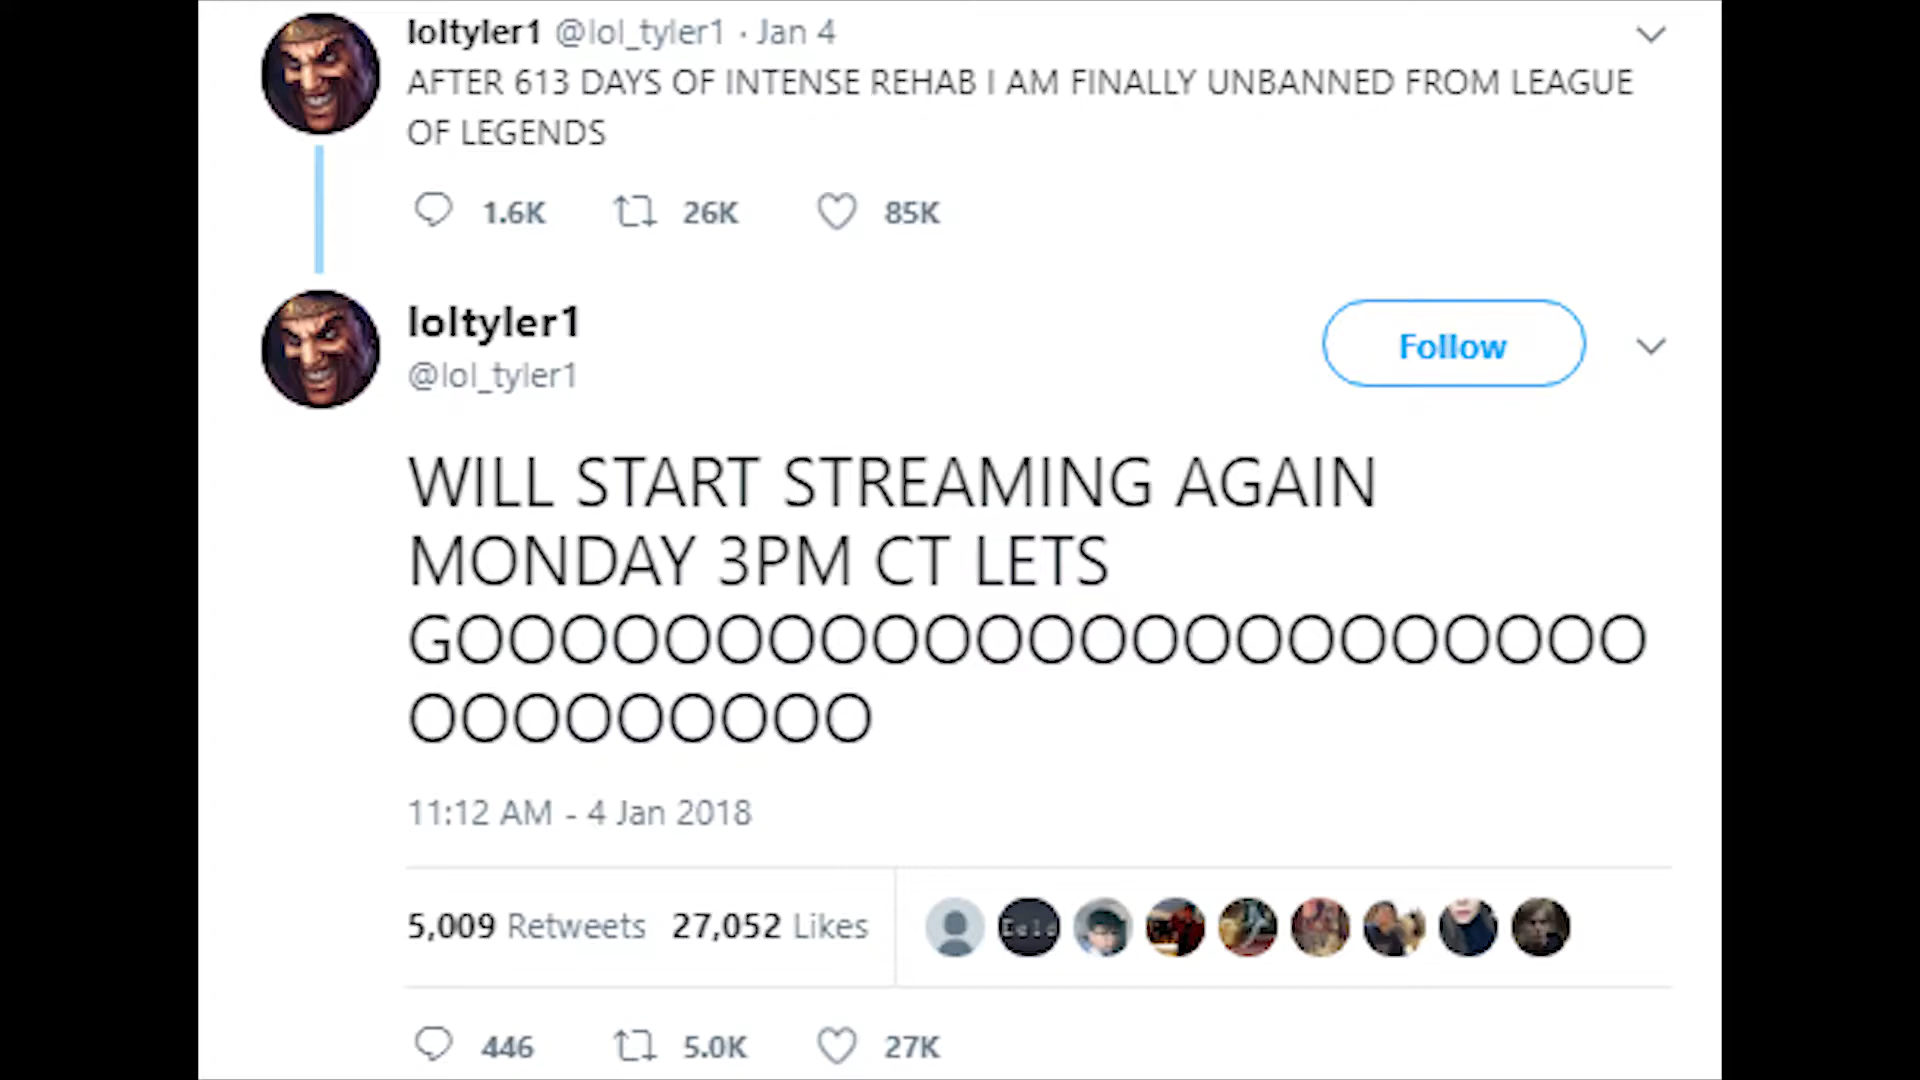 loltyler1 @lol_tyler1 · Jan 4
AFTER 613 DAYS OF INTENSE REHAB I AM FINALLY UNBANNED FROM LEAGUE
OF LEGENDS
1.6K 26K 85K
loltyler1
@lol_tyler1
Follow
WILL START STREAMING AGAIN
MONDAY 3PM CT LETS
GOOOOOOOOOOOOOOOOOOOOOOO
OOOOOOOOO
11:12 AM - 4 Jan 2018
5,009 Retweets 27,052 Likes
446 5.0K 27K